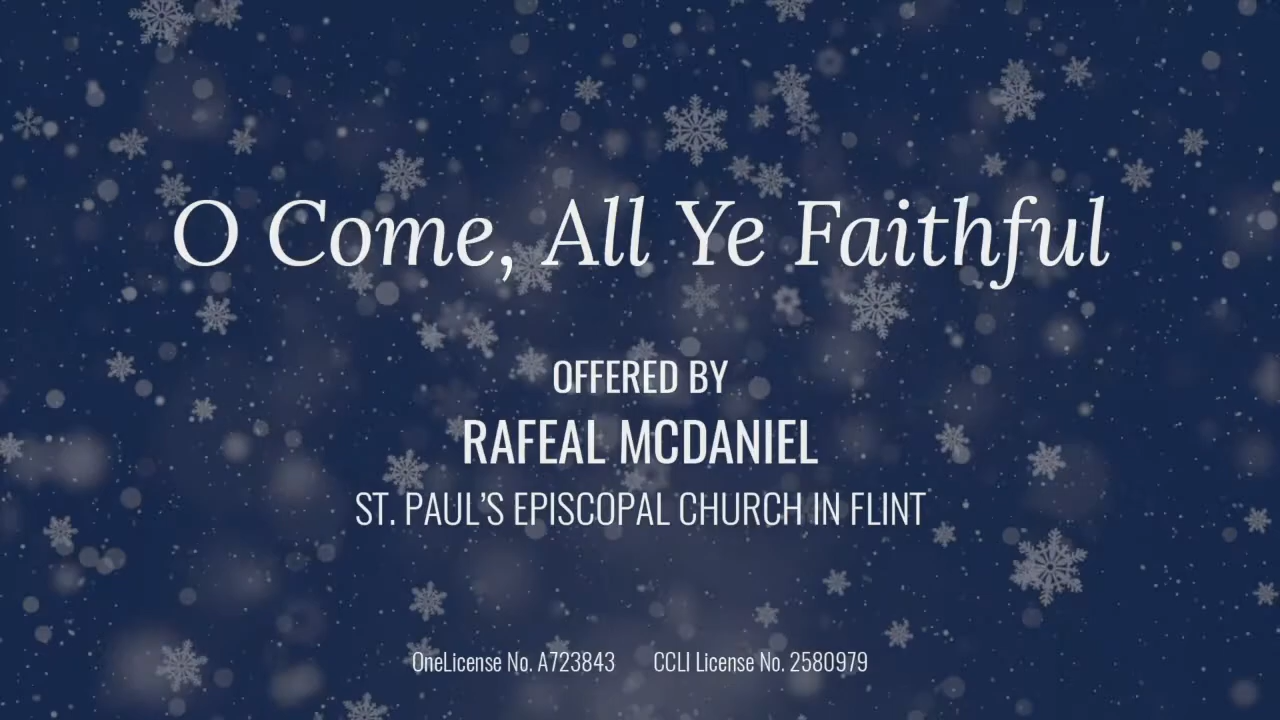 O Come, All Ye Faithful
OFFERED BY
RAFEAL MCDANIEL
ST. PAUL’S EPISCOPAL CHURCH IN FLINT
OneLicense No. A723843 CCLI License No. 2580979